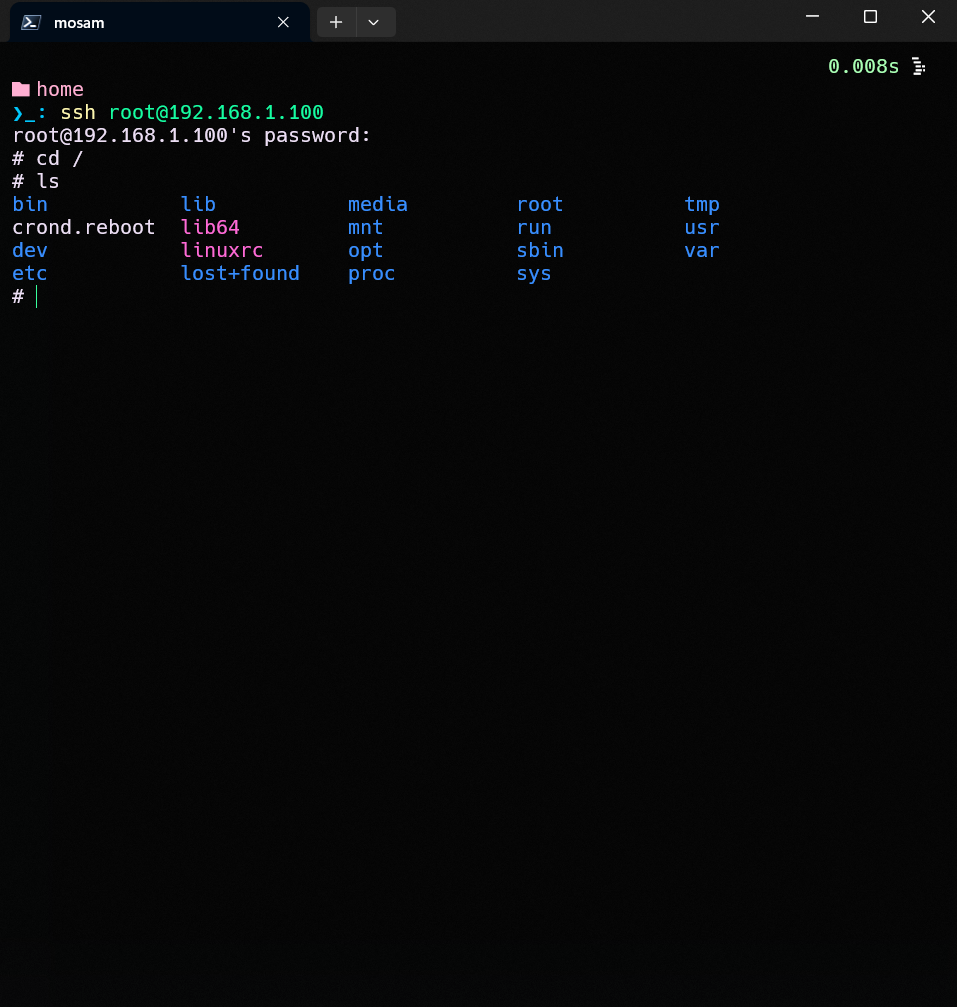 mosam
0.008s
home
❯_: ssh root@192.168.1.100
root@192.168.1.100's password:
# cd /
# ls
bin lib media root tmp
crond.reboot lib64 mnt run usr
dev linuxrc opt sbin var
etc lost+found proc sys
#